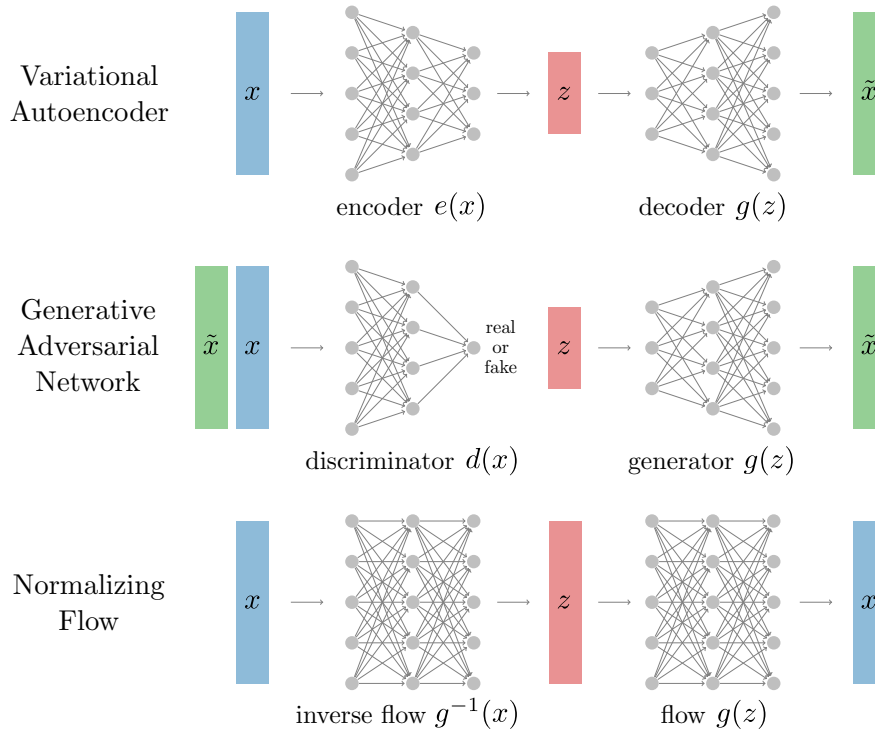 Variational
Autoencoder
x
z
x̃
encoder e(x)
decoder g(z)
Generative
Adversarial
Network
x̃
x
real
or
fake
z
x̃
discriminator d(x)
generator g(z)
Normalizing
Flow
x
z
x
inverse flow g⁻¹(x)
flow g(z)